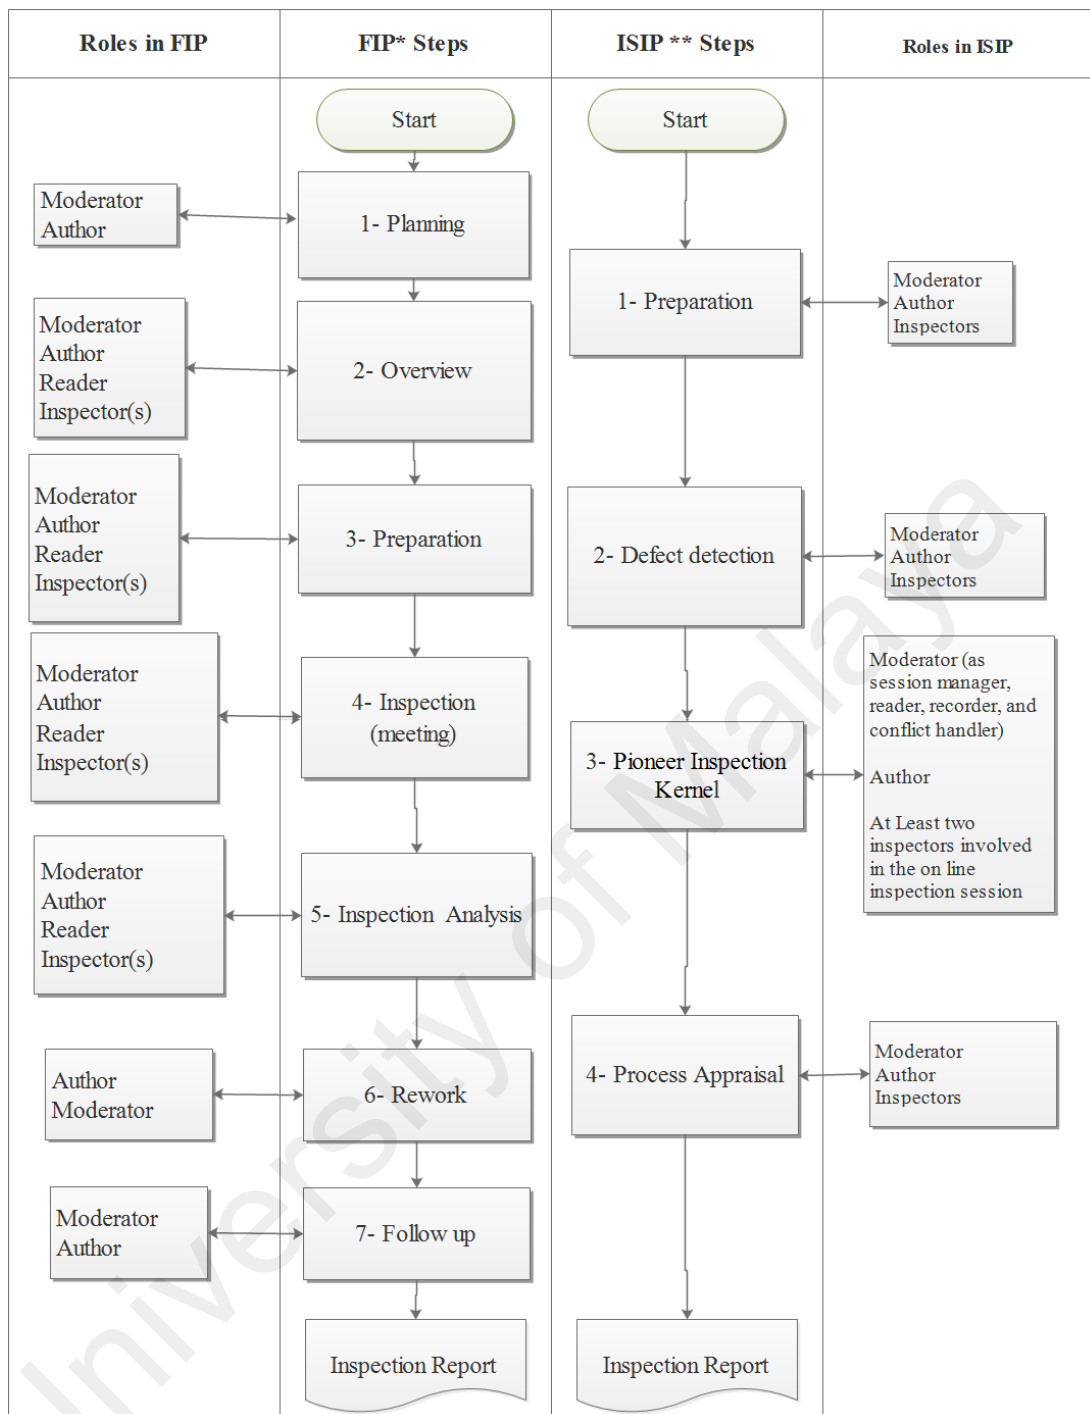 Roles in FIP
FIP* Steps
ISIP ** Steps
Roles in ISIP
Start
Start
Moderator
Author
1- Planning
1- Preparation
Moderator
Author
Inspectors
Moderator
Author
Reader
Inspector(s)
2- Overview
Moderator
Author
Reader
Inspector(s)
3- Preparation
2- Defect detection
Moderator
Author
Inspectors
Moderator
Author
Reader
Inspector(s)
4- Inspection
(meeting)
3- Pioneer Inspection
Kernel
Moderator (as
session manager,
reader, recorder, and
conflict handler)
Author
At Least two
inspectors involved
in the on line
inspection session
Moderator
Author
Reader
Inspector(s)
5- Inspection Analysis
4- Process Appraisal
Moderator
Author
Inspectors
Author
Moderator
6- Rework
Moderator
Author
7- Follow up
Inspection Report
Inspection Report
University of Malaya